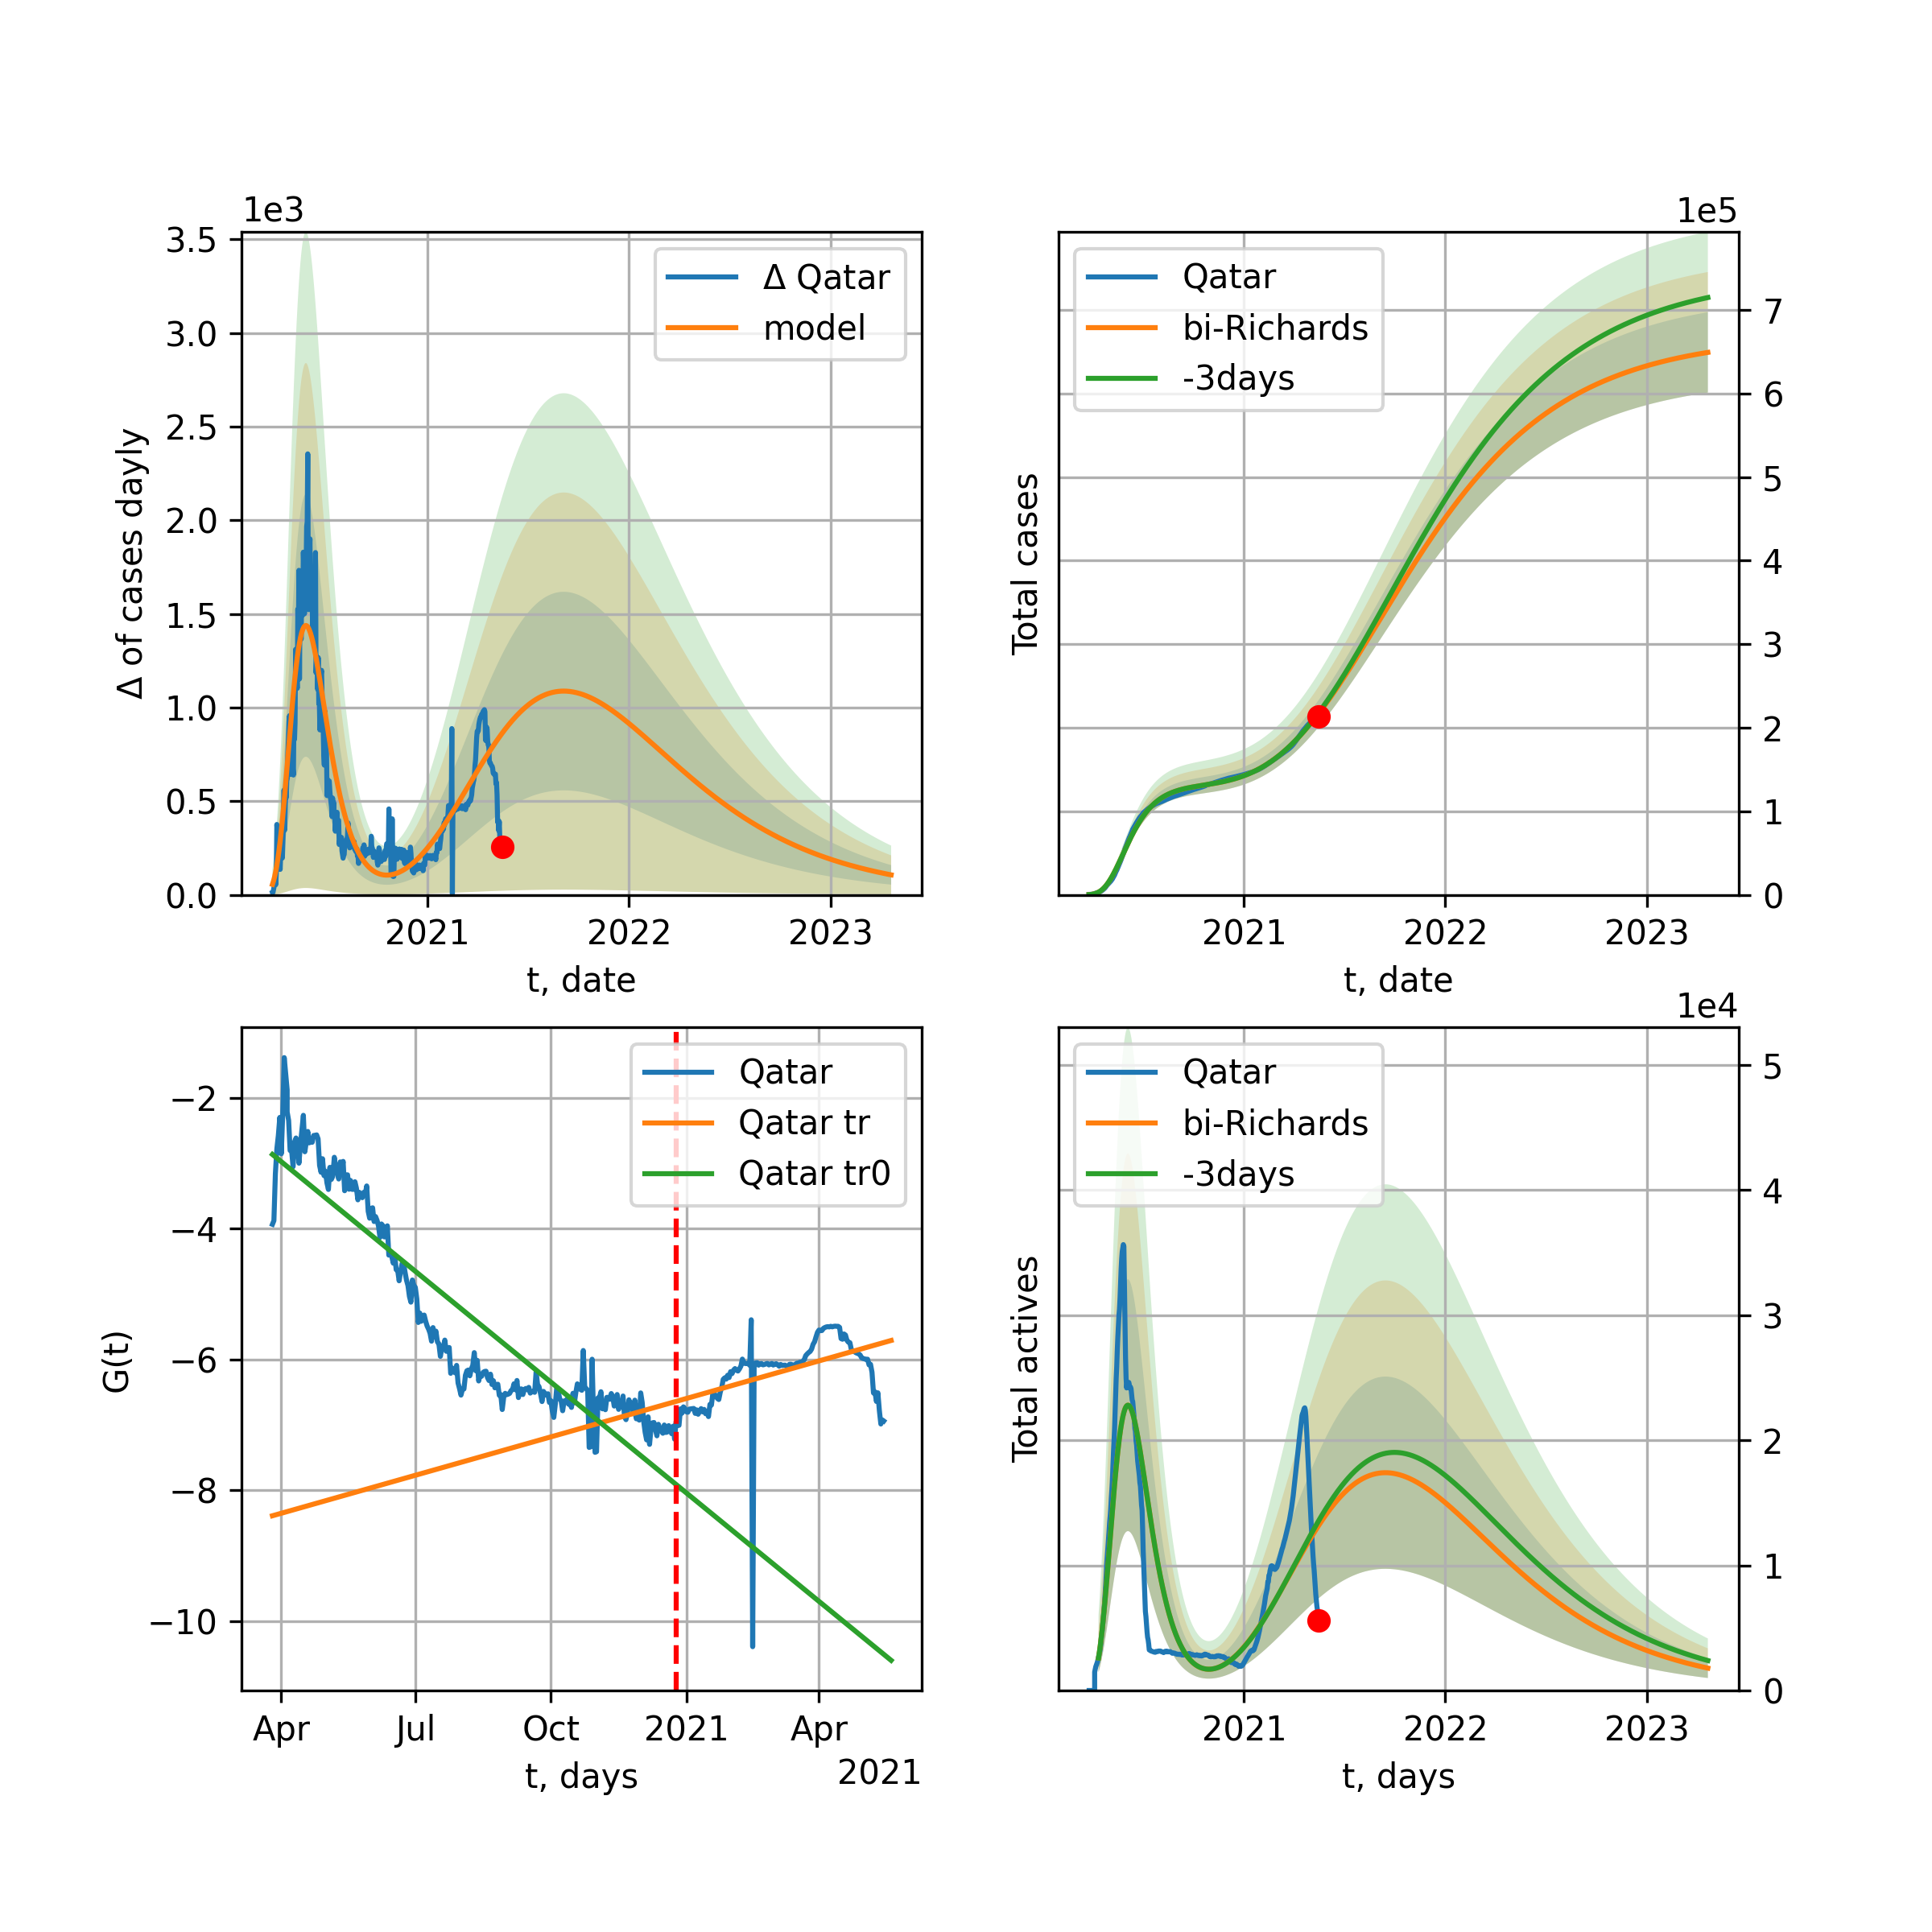 1e3
3.5
3.0
2.5
2.0
1.5
1.0
0.5
0.0
Δ of cases dayly
Δ Qatar
model
2021 2022 2023
t, date
1e5
Qatar
bi-Richards
-3days
Total cases
7
6
5
4
3
2
1
0
2021 2022 2023
t, date
−2
−4
−6
−8
−10
G(t)
Qatar
Qatar tr
Qatar tr0
Apr Jul Oct 2021 Apr
t, days
2021
1e4
Qatar
bi-Richards
-3days
Total actives
5
4
3
2
1
0
2021 2022 2023
t, days